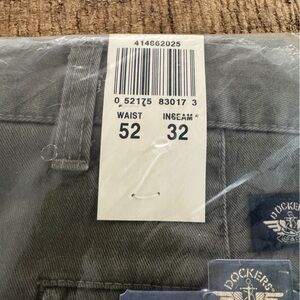 414862025
0 52175 83017 3
WAIST INSEAM
52 32
DOCKERS
DOCKERS